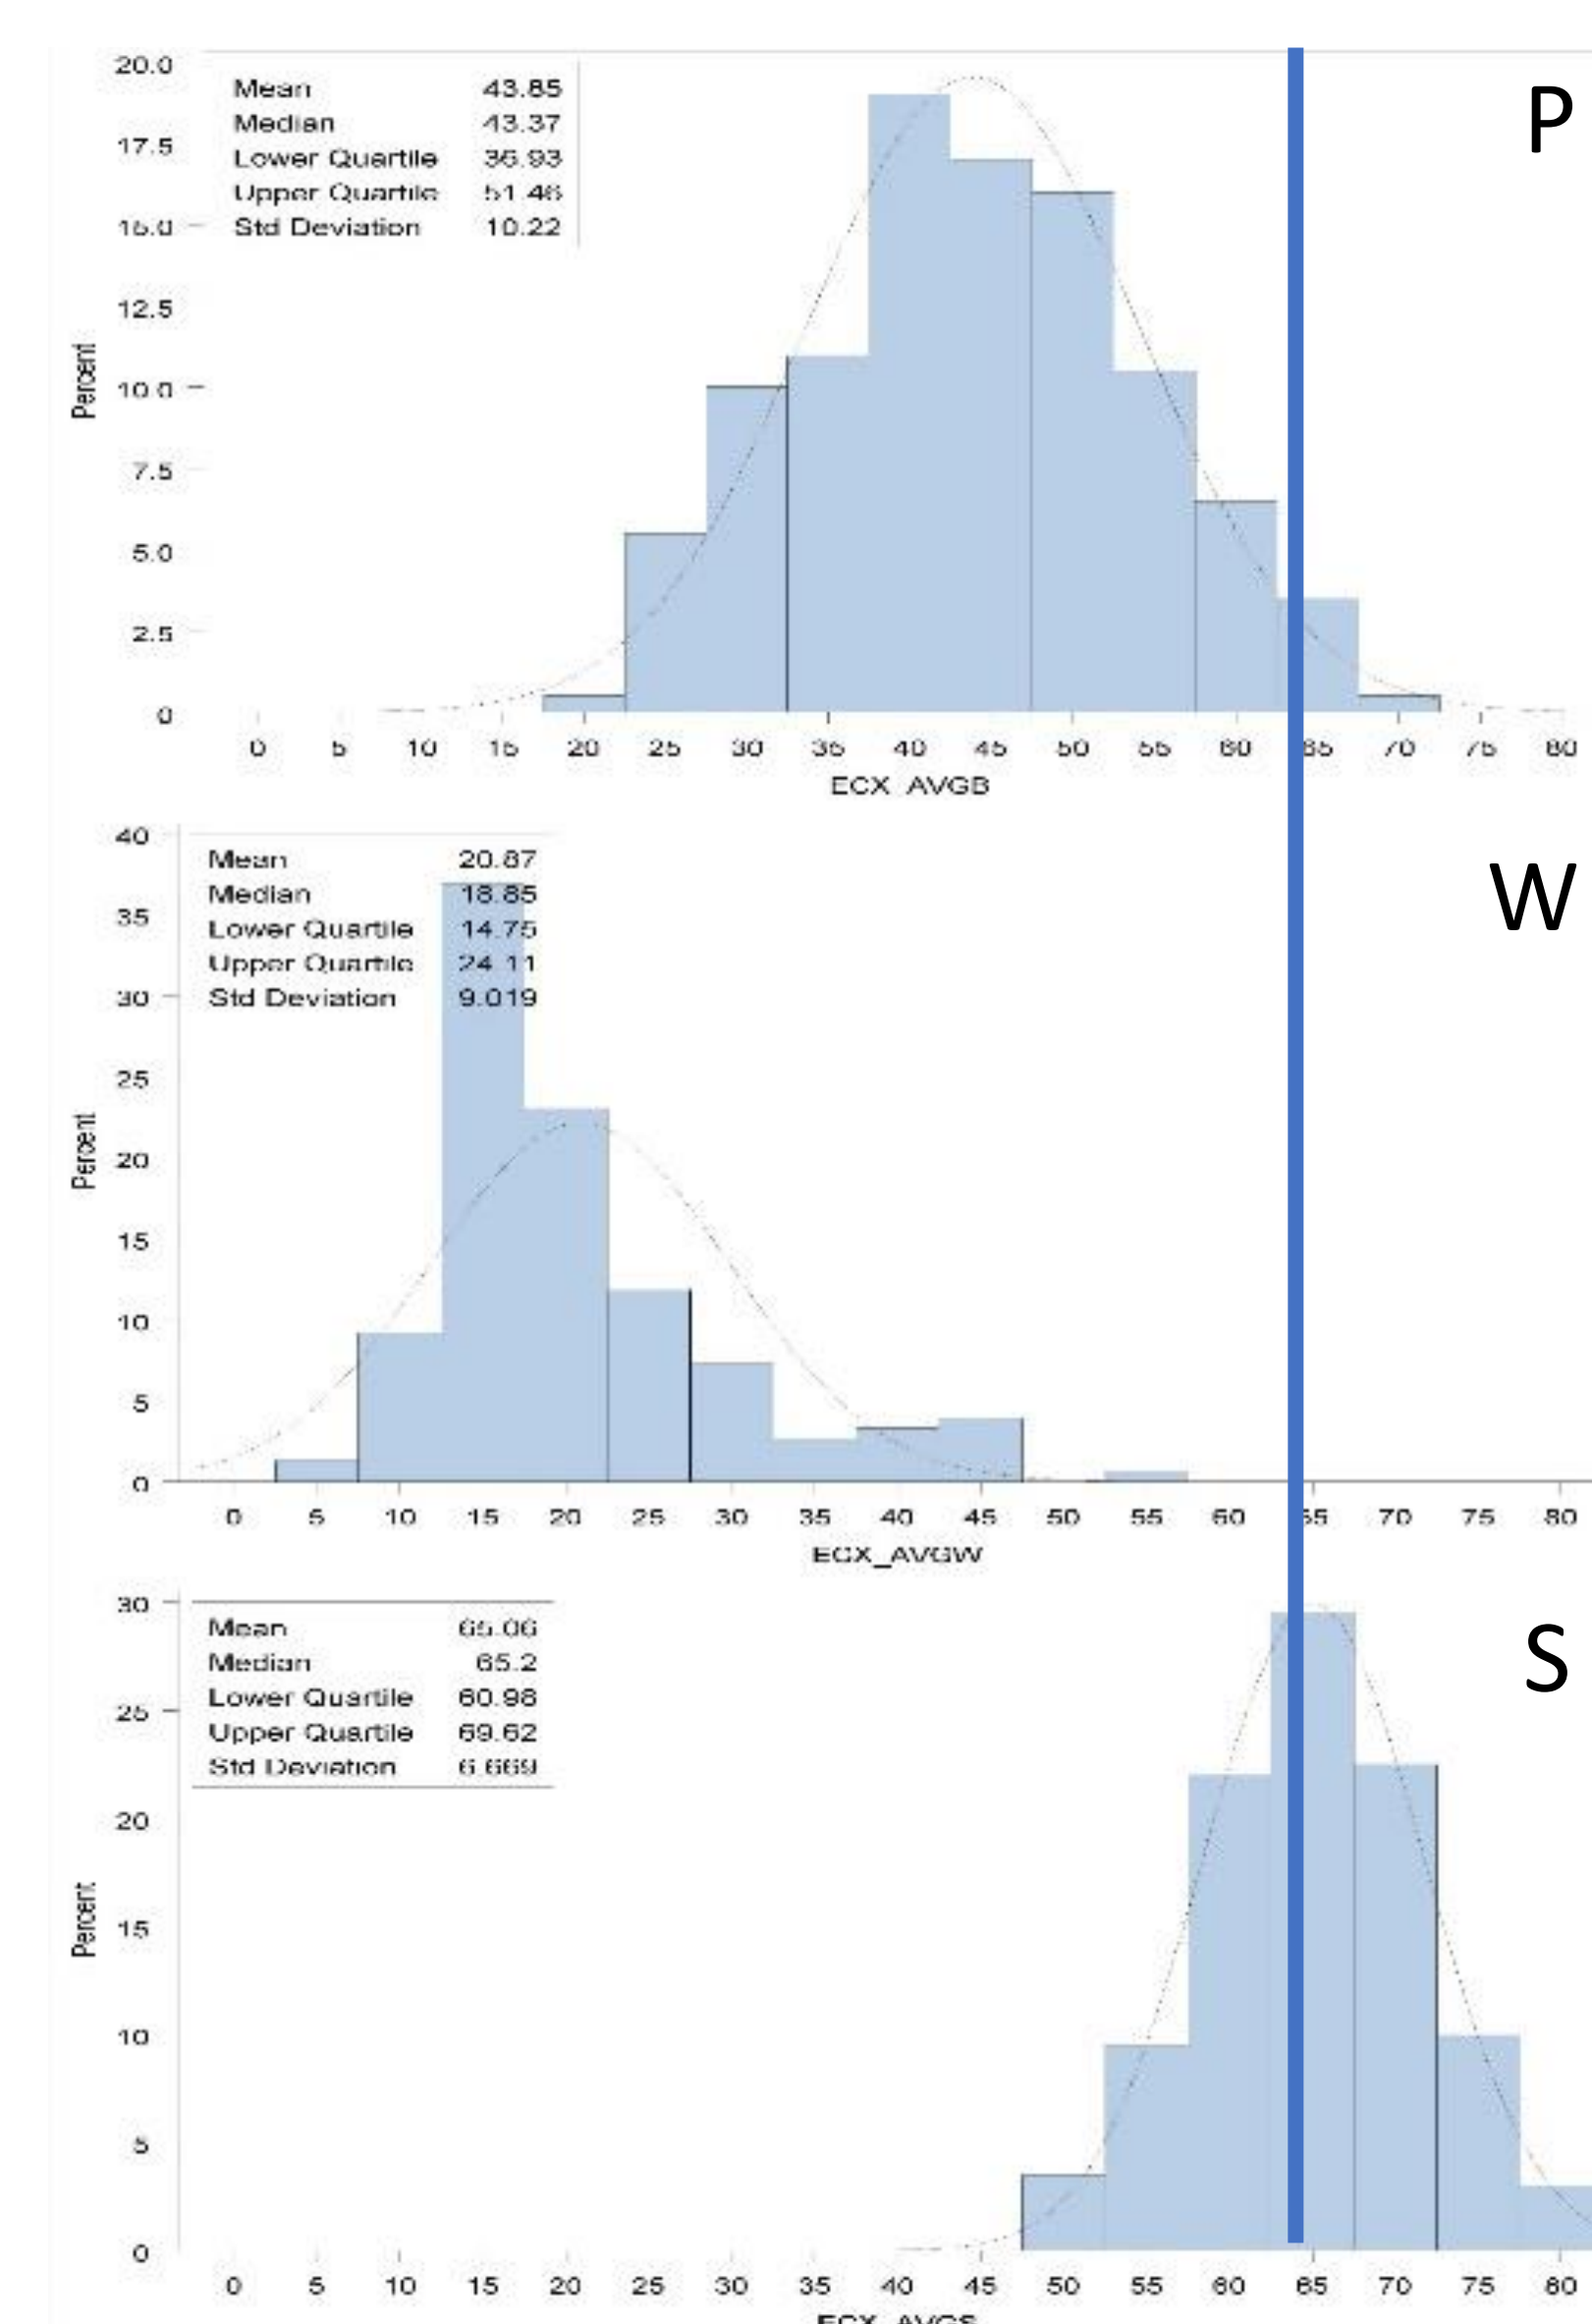 P
20.0
17.5
15.0
12.5
10.0
7.5
5.0
2.5
0
Percent
Mean 43.85
Median 43.37
Lower Quartile 36.93
Upper Quartile 51.46
Std Deviation 10.22
0 5 10 15 20 25 30 35 40 45 50 55 60 65 70 75 80
ECX AVGB
W
40
35
30
25
20
15
10
5
0
Percent
Mean 20.87
Median 18.85
Lower Quartile 14.75
Upper Quartile 24.11
Std Deviation 9.019
0 5 10 15 20 25 30 35 40 45 50 55 60 65 70 75 80
ECX_AVGW
S
30
25
20
15
10
5
0
Percent
Mean 65.06
Median 65.2
Lower Quartile 60.98
Upper Quartile 69.62
Std Deviation 6.669
0 5 10 15 20 25 30 35 40 45 50 55 60 65 70 75 80
ECX_AVGS